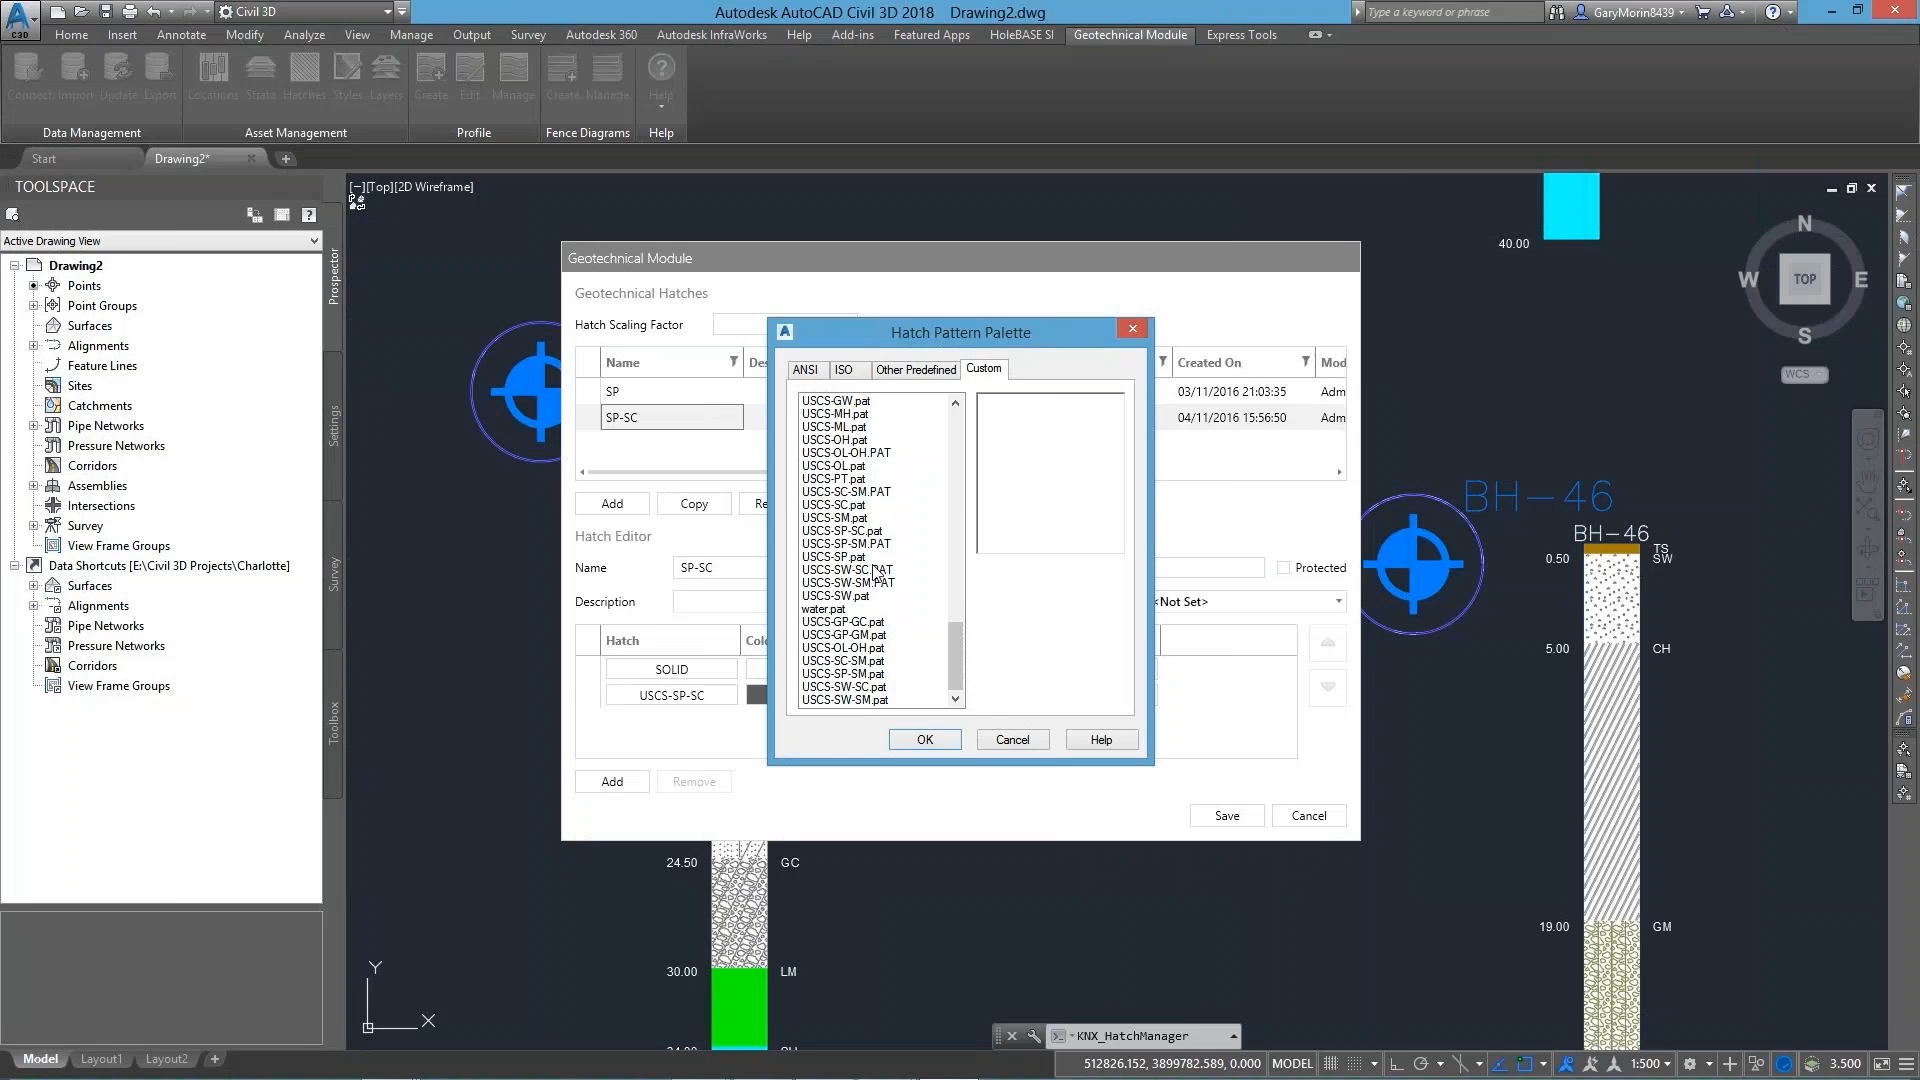 C3D
Civil 3D
Autodesk AutoCAD Civil 3D 2018 Drawing2.dwg
Type a keyword or phrase
GaryMorin8439
Home Insert Annotate Modify Analyze View Manage Output Survey Autodesk 360 Autodesk InfraWorks Help Add-ins Featured Apps HoleBASE SI Geotechnical Module Express Tools
Connect Import Update Export Locations Strata Hatches Styles Layers Create Edit Manage Create Manage Help
Data Management Asset Management Profile Fence Diagrams Help
Start Drawing2*
TOOLSPACE
Active Drawing View
Drawing2
Points
Point Groups
Surfaces
Alignments
Feature Lines
Sites
Catchments
Pipe Networks
Pressure Networks
Corridors
Assemblies
Intersections
Survey
View Frame Groups
Data Shortcuts [E:\Civil 3D Projects\Charlotte]
Surfaces
Alignments
Pipe Networks
Pressure Networks
Corridors
View Frame Groups
Prospector
Settings
Survey
Toolbox
[−][Top][2D Wireframe]
40.00
N
W TOP E
S
WCS
Geotechnical Module
Geotechnical Hatches
Hatch Scaling Factor
Name Des Created On Mod
SP 03/11/2016 21:03:35 Adm
SP-SC 04/11/2016 15:56:50 Adm
Add Copy Re
Hatch Editor
Name SP-SC Protected
Description <Not Set>
Hatch Colo
SOLID
USCS-SP-SC
Add Remove
Save Cancel
Hatch Pattern Palette
ANSI ISO Other Predefined Custom
USCS-GW.pat
USCS-MH.pat
USCS-ML.pat
USCS-OH.pat
USCS-OL-OH.PAT
USCS-OL.pat
USCS-PT.pat
USCS-SC-SM.PAT
USCS-SC.pat
USCS-SM.pat
USCS-SP-SC.pat
USCS-SP-SM.PAT
USCS-SP.pat
USCS-SW-SC.PAT
USCS-SW-SM.PAT
USCS-SW.pat
water.pat
USCS-GP-GC.pat
USCS-GP-GM.pat
USCS-OL-OH.pat
USCS-SC-SM.pat
USCS-SP-SM.pat
USCS-SW-SC.pat
USCS-SW-SM.pat
OK Cancel Help
BH-46
BH-46
TS
0.50 SW
5.00 CH
19.00 GM
24.50 GC
30.00 LM
Y
X
KNX_HatchManager
Model Layout1 Layout2
512826.152, 3899782.589, 0.000 MODEL 1:500 3.500